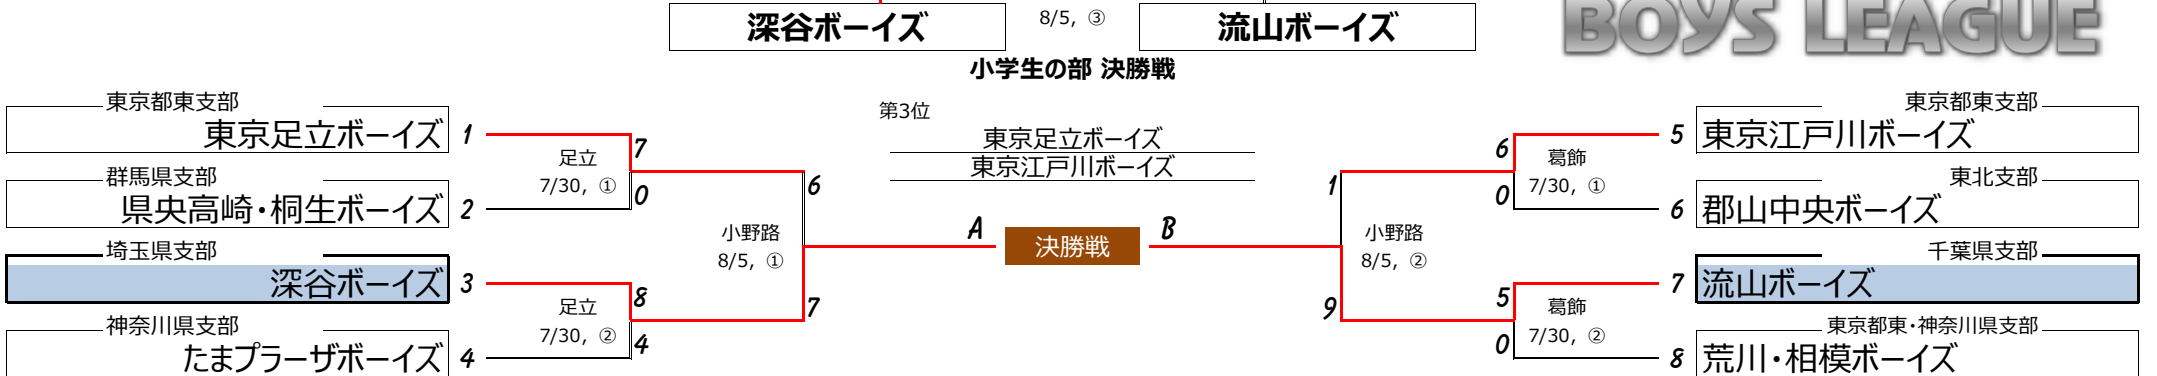 深谷ボーイズ 8/5, ③ 流山ボーイズ BOYS LEAGUE
小学生の部 決勝戦
第3位
東京足立ボーイズ
東京江戸川ボーイズ
東京都東支部
東京足立ボーイズ 1
足立
7/30, ①
7
0
群馬県支部
県央高崎・桐生ボーイズ 2
小野路
8/5, ①
6
7
埼玉県支部
深谷ボーイズ 3
足立
7/30, ②
8
4
神奈川県支部
たまプラーザボーイズ 4
A 決勝戦 B
東京都東支部
5 東京江戸川ボーイズ
葛飾
7/30, ①
6
0
東北支部
6 郡山中央ボーイズ
小野路
8/5, ②
1
9
千葉県支部
7 流山ボーイズ
葛飾
7/30, ②
5
0
東京都東・神奈川県支部
8 荒川・相模ボーイズ